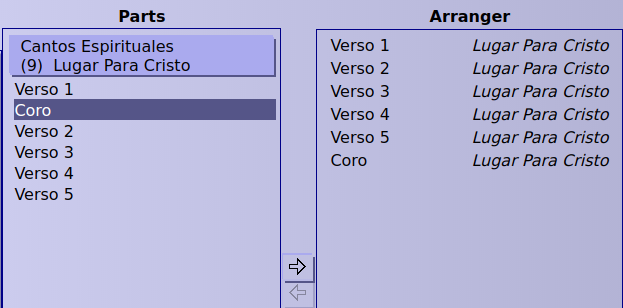 Parts
Cantos Espirituales
(9) Lugar Para Cristo
Verso 1
Coro
Verso 2
Verso 3
Verso 4
Verso 5
Arranger
Verso 1 Lugar Para Cristo
Verso 2 Lugar Para Cristo
Verso 3 Lugar Para Cristo
Verso 4 Lugar Para Cristo
Verso 5 Lugar Para Cristo
Coro Lugar Para Cristo